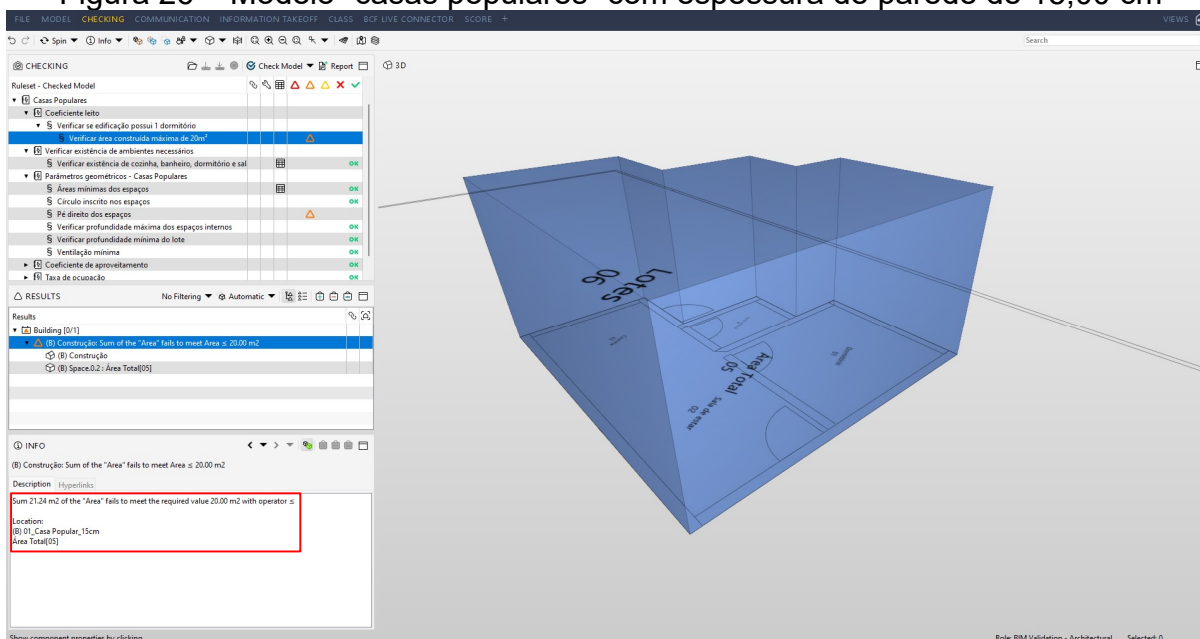 Figura 20 – Modelo "casas populares" com espessura de parede de 15,00 cm
FILE MODEL CHECKING COMMUNICATION INFORMATION TAKEOFF CLASS BCF LIVE CONNECTOR SCORE + VIEWS
Spin Info Search
CHECKING Check Model Report 3D
Ruleset - Checked Model
Casas Populares
Coeficiente leito
§ Verificar se edificação possui 1 dormitório
§ Verificar área construída máxima de 20m²
Verificar existência de ambientes necessários
§ Verificar existência de cozinha, banheiro, dormitório e sal OK
Parâmetros geométricos - Casas Populares
§ Áreas mínimas dos espaços OK
§ Círculo inscrito nos espaços OK
§ Pé direito dos espaços
§ Verificar profundidade máxima dos espaços internos OK
§ Verificar profundidade mínima do lote OK
§ Ventilação mínima OK
Coeficiente de aproveitamento OK
Taxa de ocupação OK
RESULTS No Filtering Automatic
Results
Building [0/1]
(B) Construção: Sum of the "Area" fails to meet Area ≤ 20.00 m2
(B) Construção
(B) Space.0.2 : Área Total[05]
INFO
(B) Construção: Sum of the "Area" fails to meet Area ≤ 20.00 m2
Description Hyperlinks
Sum 21.24 m2 of the "Area" fails to meet the required value 20.00 m2 with operator ≤
Location:
(B) 01_Casa Popular_15cm
Área Total[05]
Lotes
06
Área Total
05
Sala de estar
02
Show component properties by clicking
Role: BIM Validation - Architectural Selected: 0